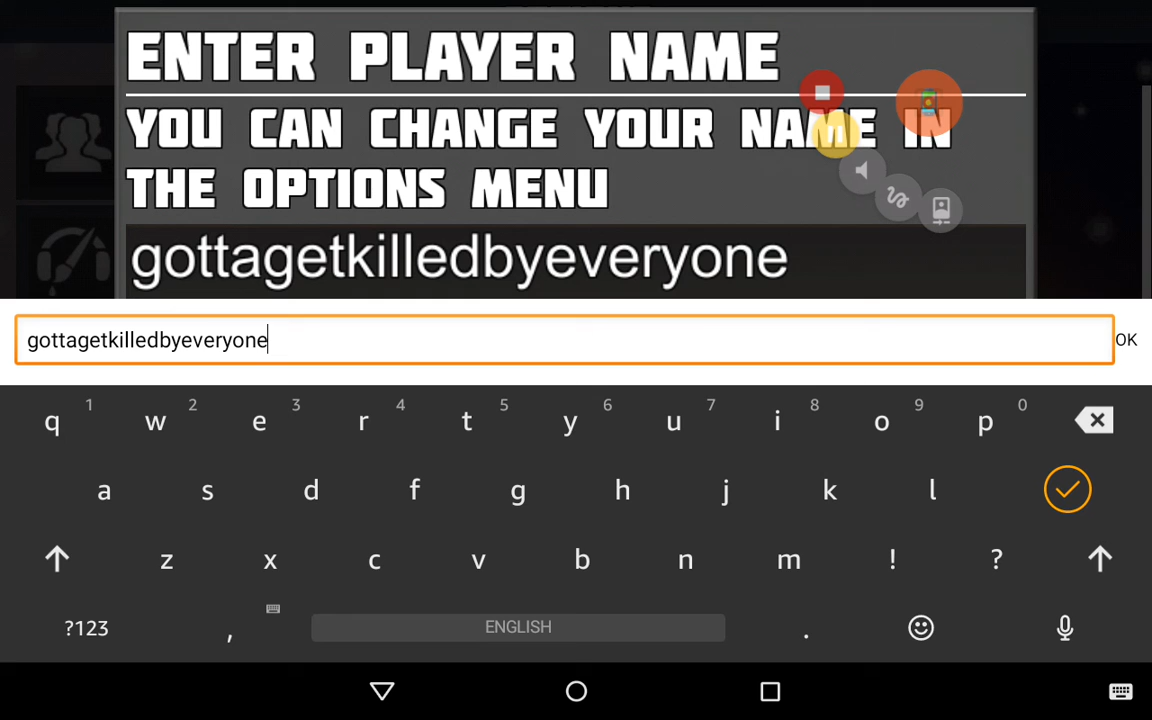 ENTER PLAYER NAME
YOU CAN CHANGE YOUR NAME IN
THE OPTIONS MENU
gottagetkilledbyeveryone
gottagetkilledbyeveryone OK
1 2 3 4 5 6 7 8 9 0
q w e r t y u i o p
a s d f g h j k l
z x c v b n m ! ?
?123 , ENGLISH .